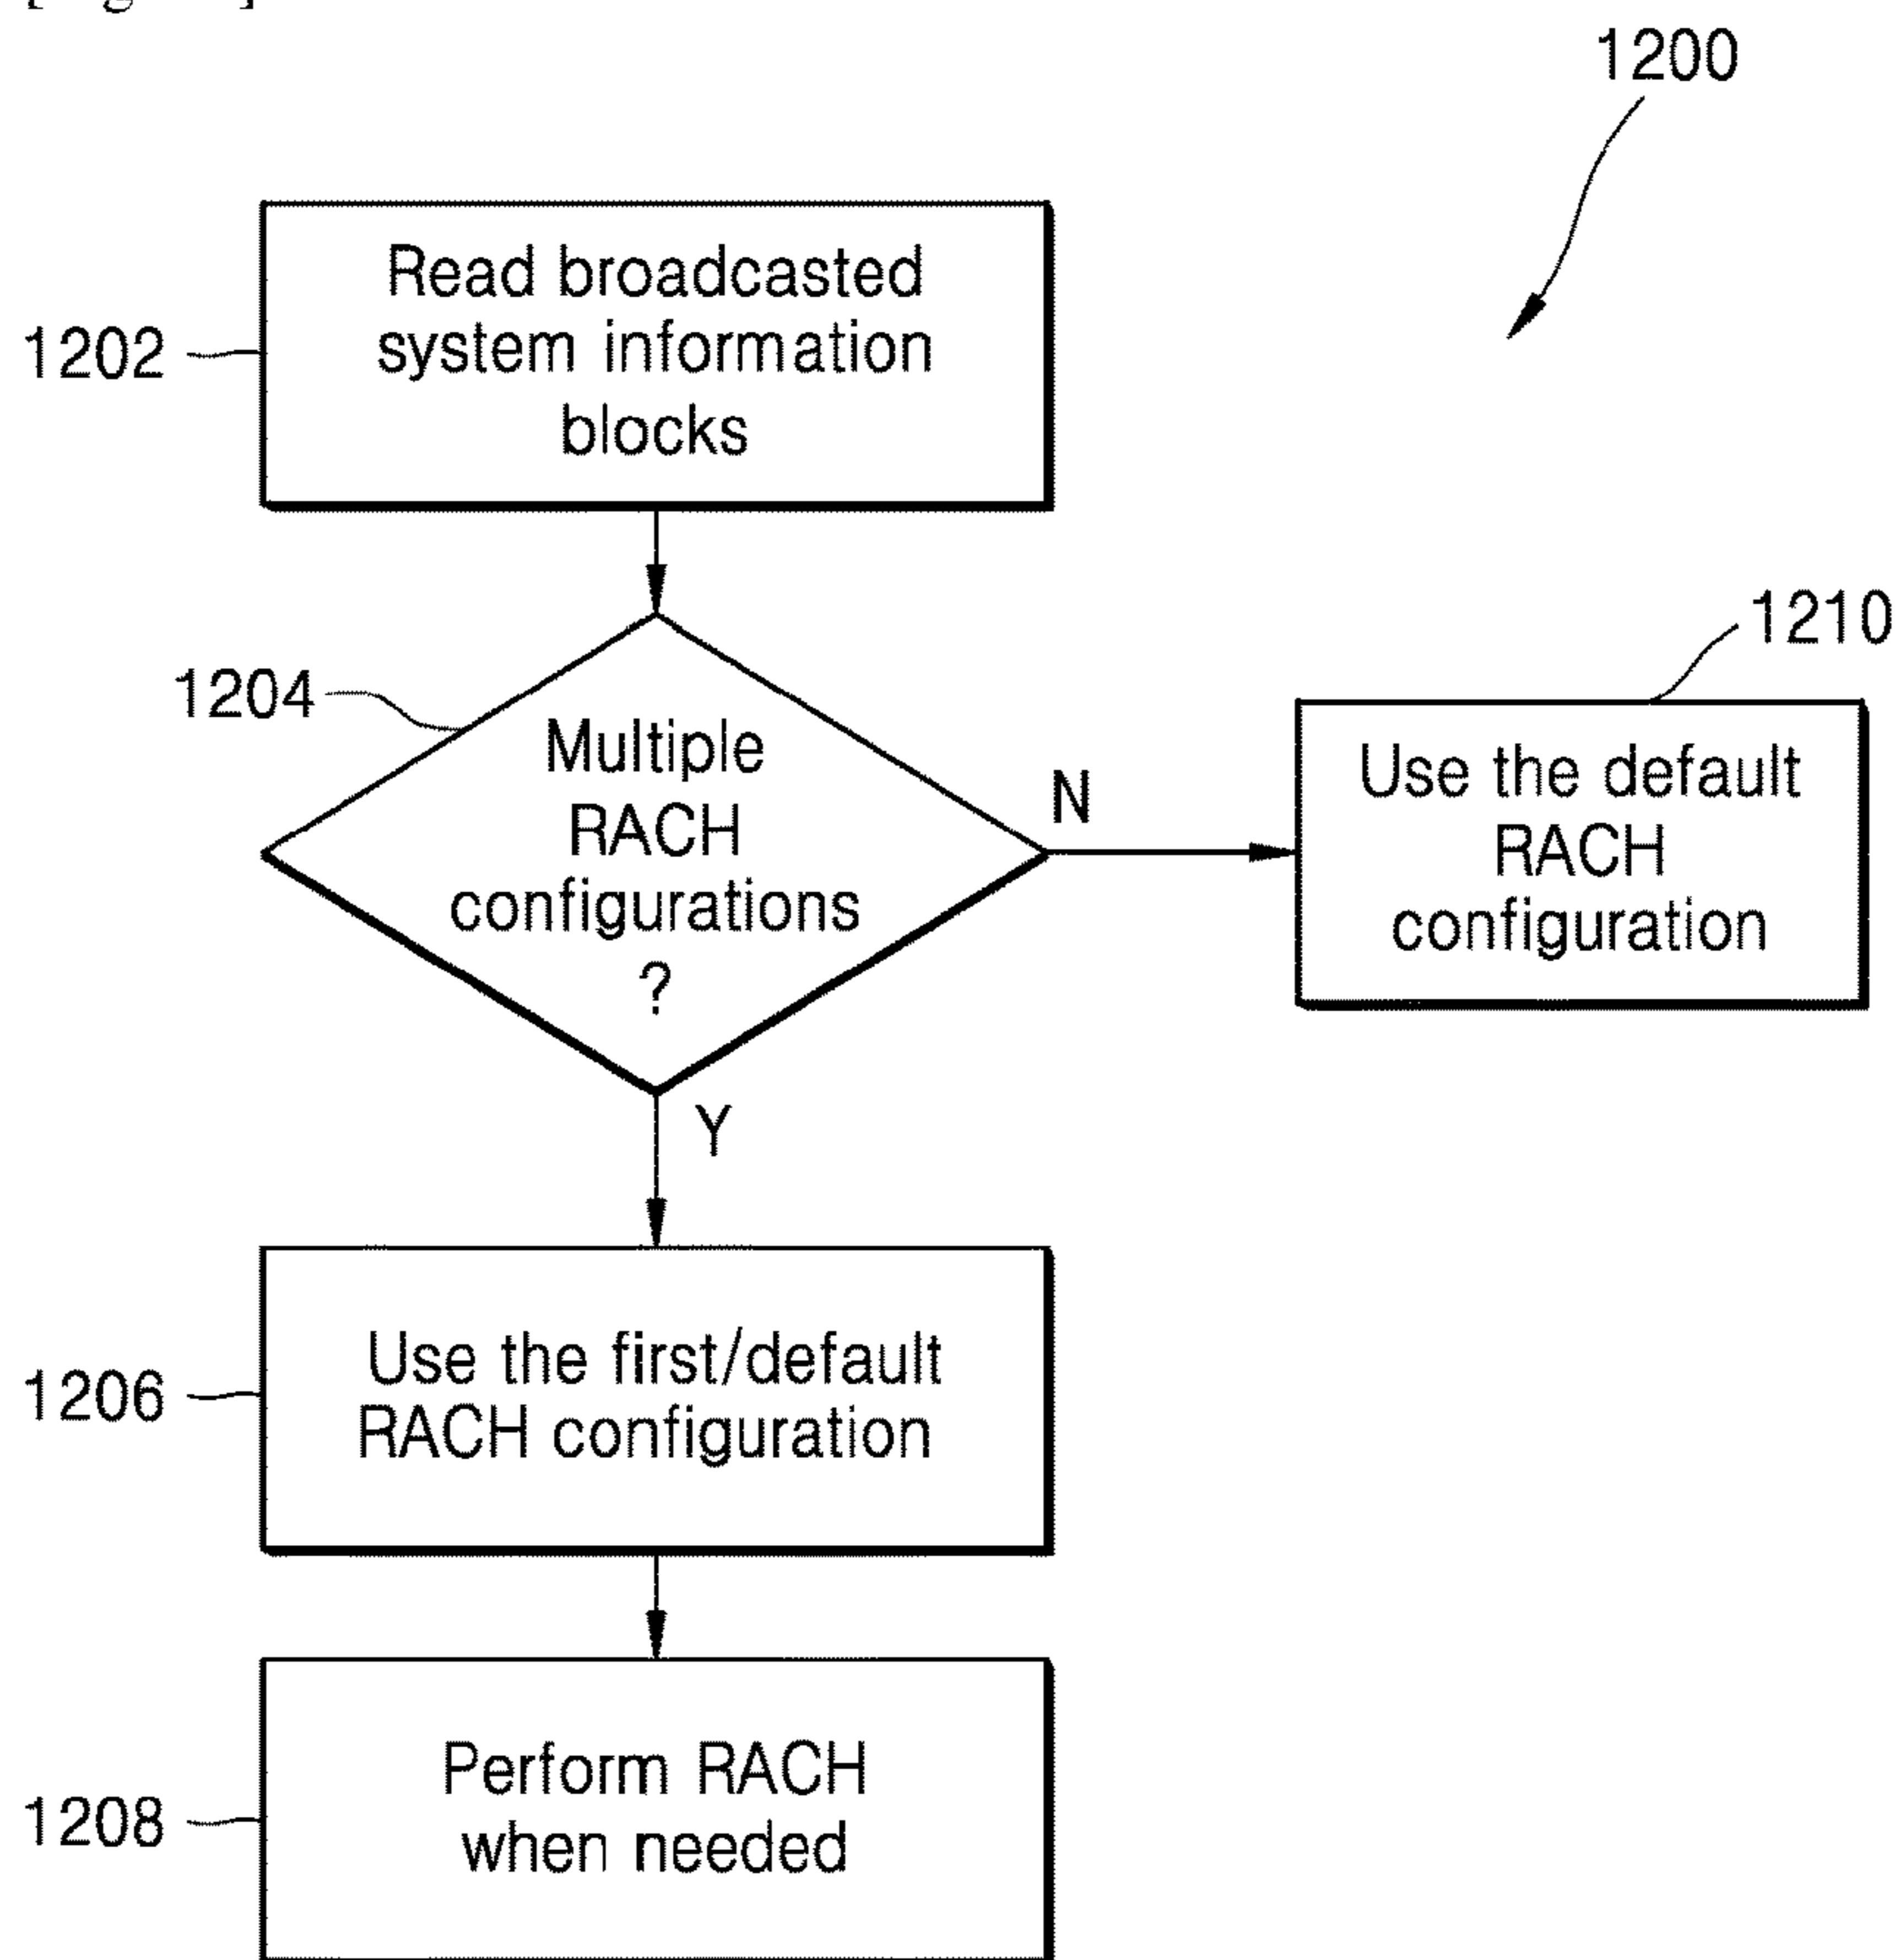 1200
Read broadcasted
system information
blocks
1202
1204
Multiple
RACH
configurations
?
N
1210
Use the default
RACH
configuration
Y
1206
Use the first/default
RACH configuration
1208
Perform RACH
when needed